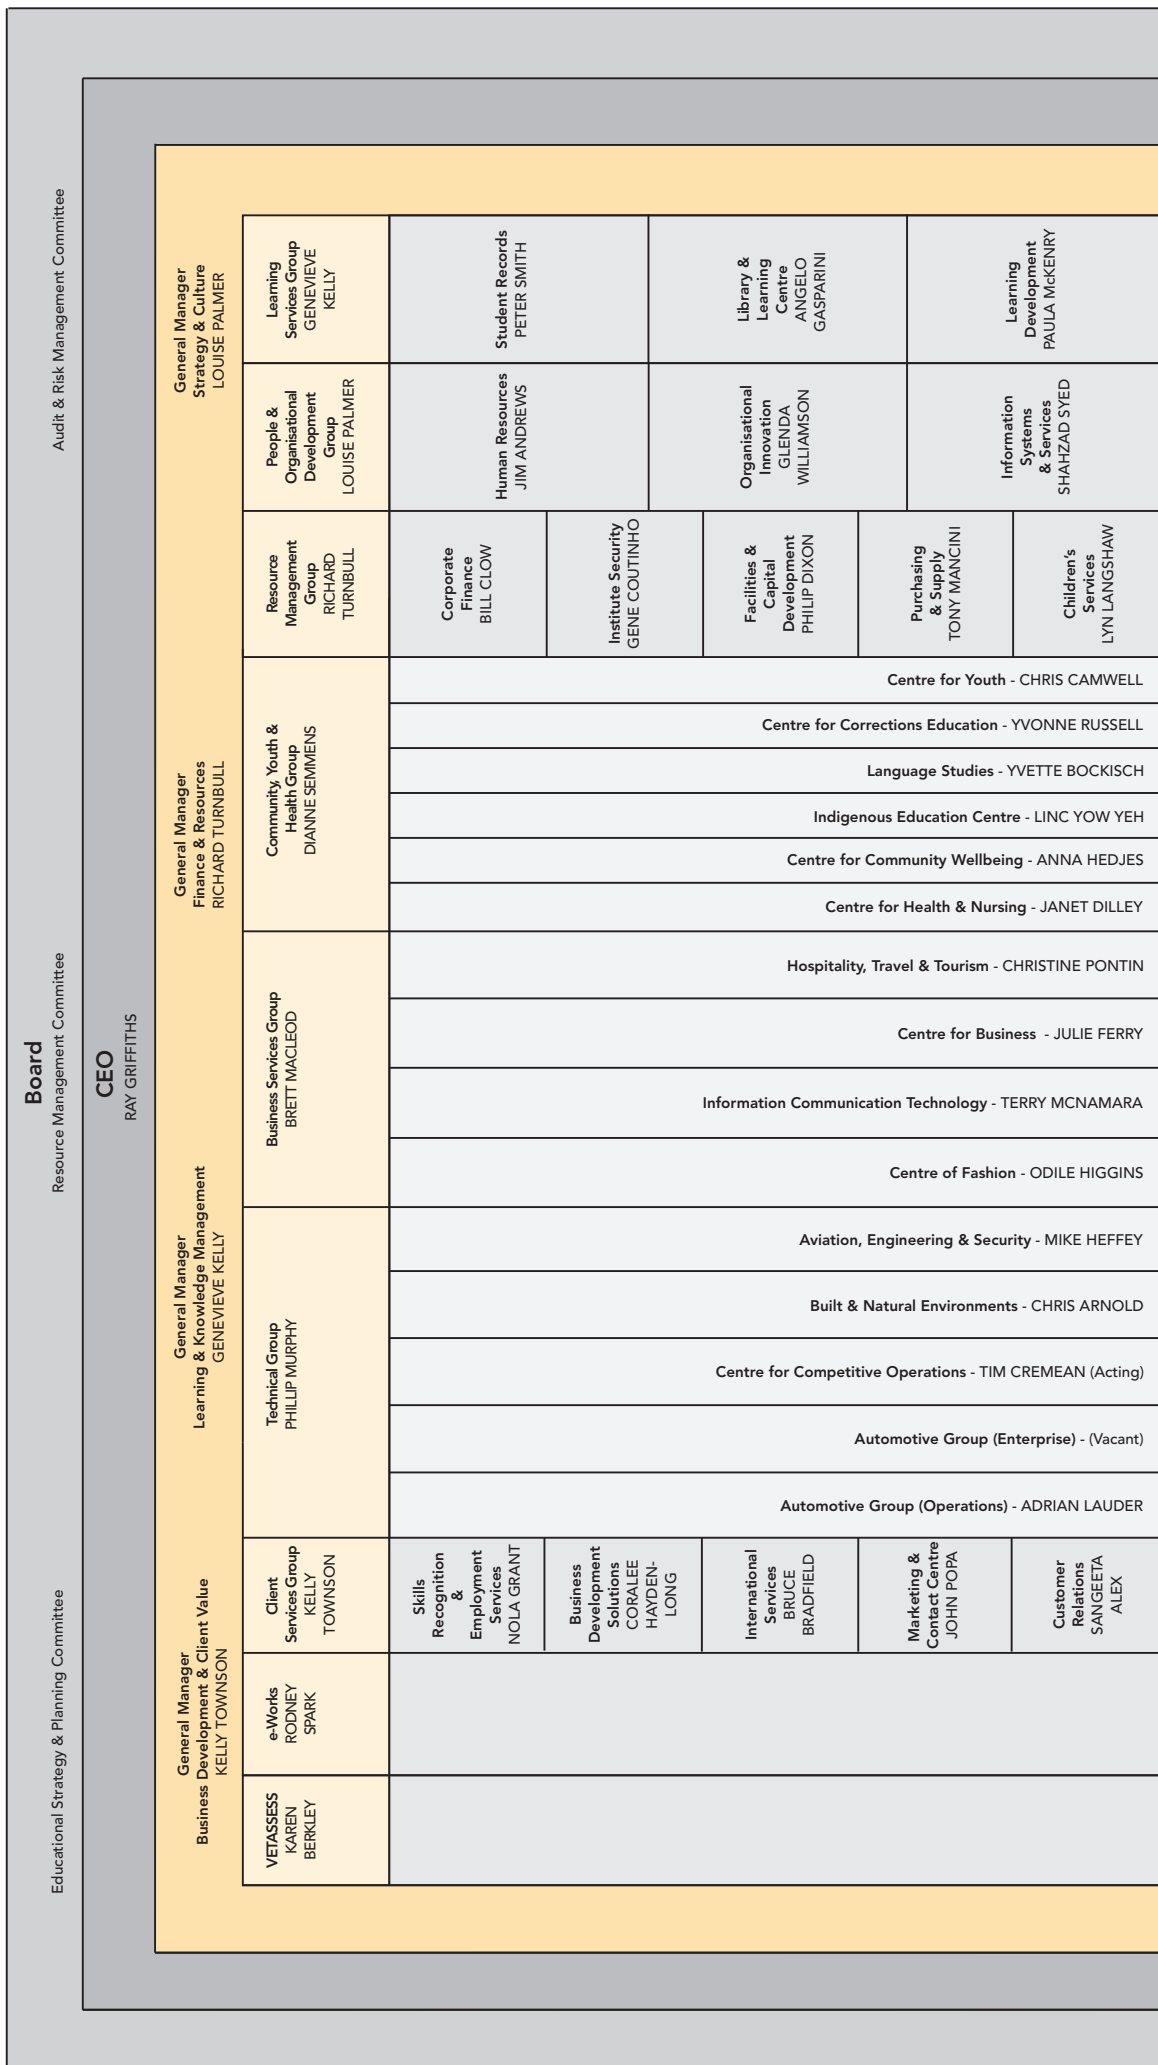 Board
Educational Strategy & Planning Committee
Resource Management Committee
Audit & Risk Management Committee
CEO
RAY GRIFFITHS
General Manager
Business Development & Client Value
KELLY TOWNSON
General Manager
Learning & Knowledge Management
GENEVIEVE KELLY
General Manager
Finance & Resources
RICHARD TURNBULL
General Manager
Strategy & Culture
LOUISE PALMER
VETASSESS
KAREN
BERKLEY
e-Works
RODNEY
SPARK
Client
Services Group
KELLY
TOWNSON
Technical Group
PHILLIP MURPHY
Business Services Group
BRETT MACLEOD
Community, Youth &
Health Group
DIANNE SEMMENS
Resource
Management
Group
RICHARD
TURNBULL
People &
Organisational
Development
Group
LOUISE PALMER
Learning
Services Group
GENEVIEVE
KELLY
Skills
Recognition
&
Employment
Services
NOLA GRANT
Business
Development
Solutions
CORALEE
HAYDEN-
LONG
International
Services
BRUCE
BRADFIELD
Marketing &
Contact Centre
JOHN POPA
Customer
Relations
SANGEETA
ALEX
Automotive Group (Operations) - ADRIAN LAUDER
Automotive Group (Enterprise) - (Vacant)
Centre for Competitive Operations - TIM CREMEAN (Acting)
Built & Natural Environments - CHRIS ARNOLD
Aviation, Engineering & Security - MIKE HEFFEY
Centre of Fashion - ODILE HIGGINS
Information Communication Technology - TERRY MCNAMARA
Centre for Business - JULIE FERRY
Hospitality, Travel & Tourism - CHRISTINE PONTIN
Centre for Health & Nursing - JANET DILLEY
Centre for Community Wellbeing - ANNA HEDJES
Indigenous Education Centre - LINC YOW YEH
Language Studies - YVETTE BOCKISCH
Centre for Corrections Education - YVONNE RUSSELL
Centre for Youth - CHRIS CAMWELL
Corporate
Finance
BILL CLOW
Institute Security
GENE COUTINHO
Facilities &
Capital
Development
PHILIP DIXON
Purchasing
& Supply
TONY MANCINI
Children's
Services
LYN LANGSHAW
Human Resources
JIM ANDREWS
Organisational
Innovation
GLENDA
WILLIAMSON
Information
Systems
& Services
SHAHZAD SYED
Student Records
PETER SMITH
Library &
Learning
Centre
ANGELO
GASPARINI
Learning
Development
PAULA McKENRY